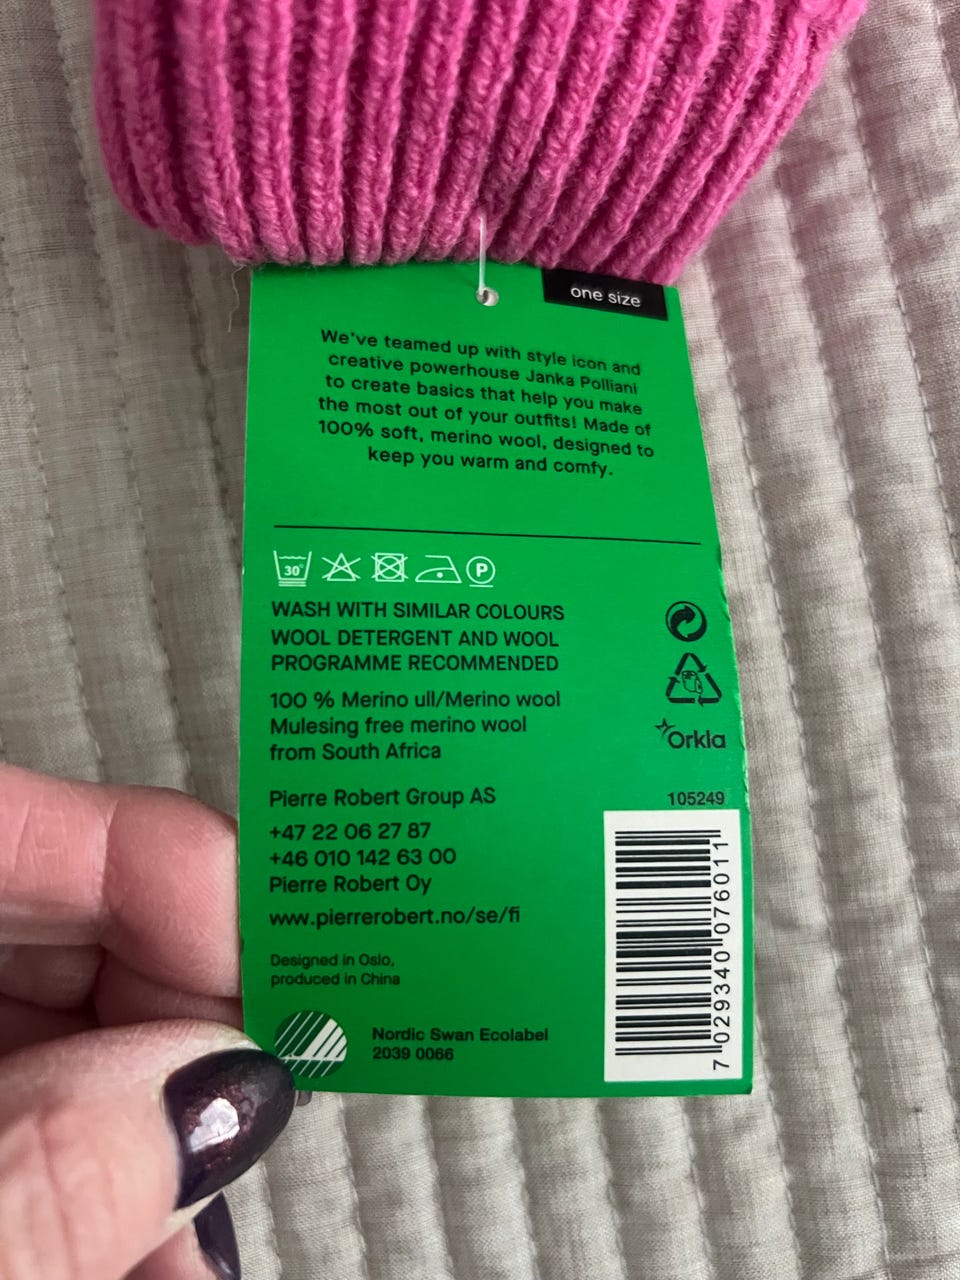 one size
We've teamed up with style icon and
creative powerhouse Janka Polliani
to create basics that help you make
the most out of your outfits! Made of
100% soft, merino wool, designed to
keep you warm and comfy.
30°
P
WASH WITH SIMILAR COLOURS
WOOL DETERGENT AND WOOL
PROGRAMME RECOMMENDED
100 % Merino ull/Merino wool
Mulesing free merino wool
from South Africa
Orkla
Pierre Robert Group AS
105249
+47 22 06 27 87
+46 010 142 63 00
Pierre Robert Oy
www.pierrerobert.no/se/fi
Designed in Oslo,
produced in China
Nordic Swan Ecolabel
2039 0066
7 029340 076011